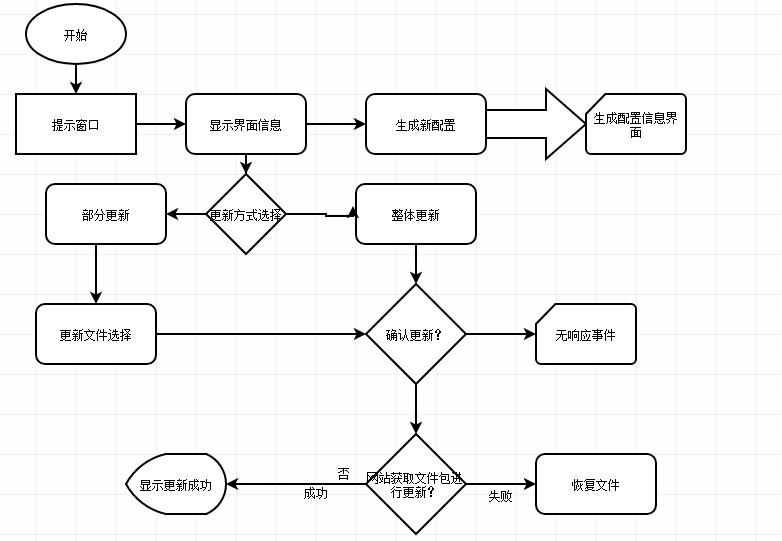 开始
提示窗口
显示界面信息
生成新配置
生成配置信息界
面
部分更新
更新方式选择
整体更新
更新文件选择
确认更新？
无响应事件
显示更新成功
否
成功
网站获取文件包进
行更新？
失败
恢复文件